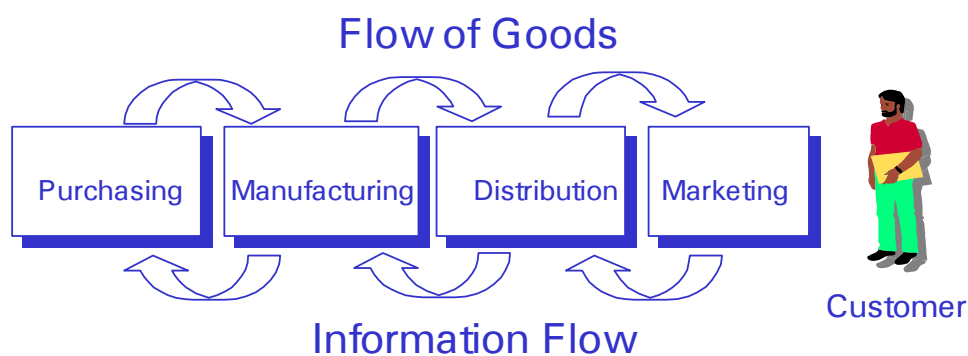 Flow of Goods
Purchasing
Manufacturing
Distribution
Marketing
Customer
Information Flow